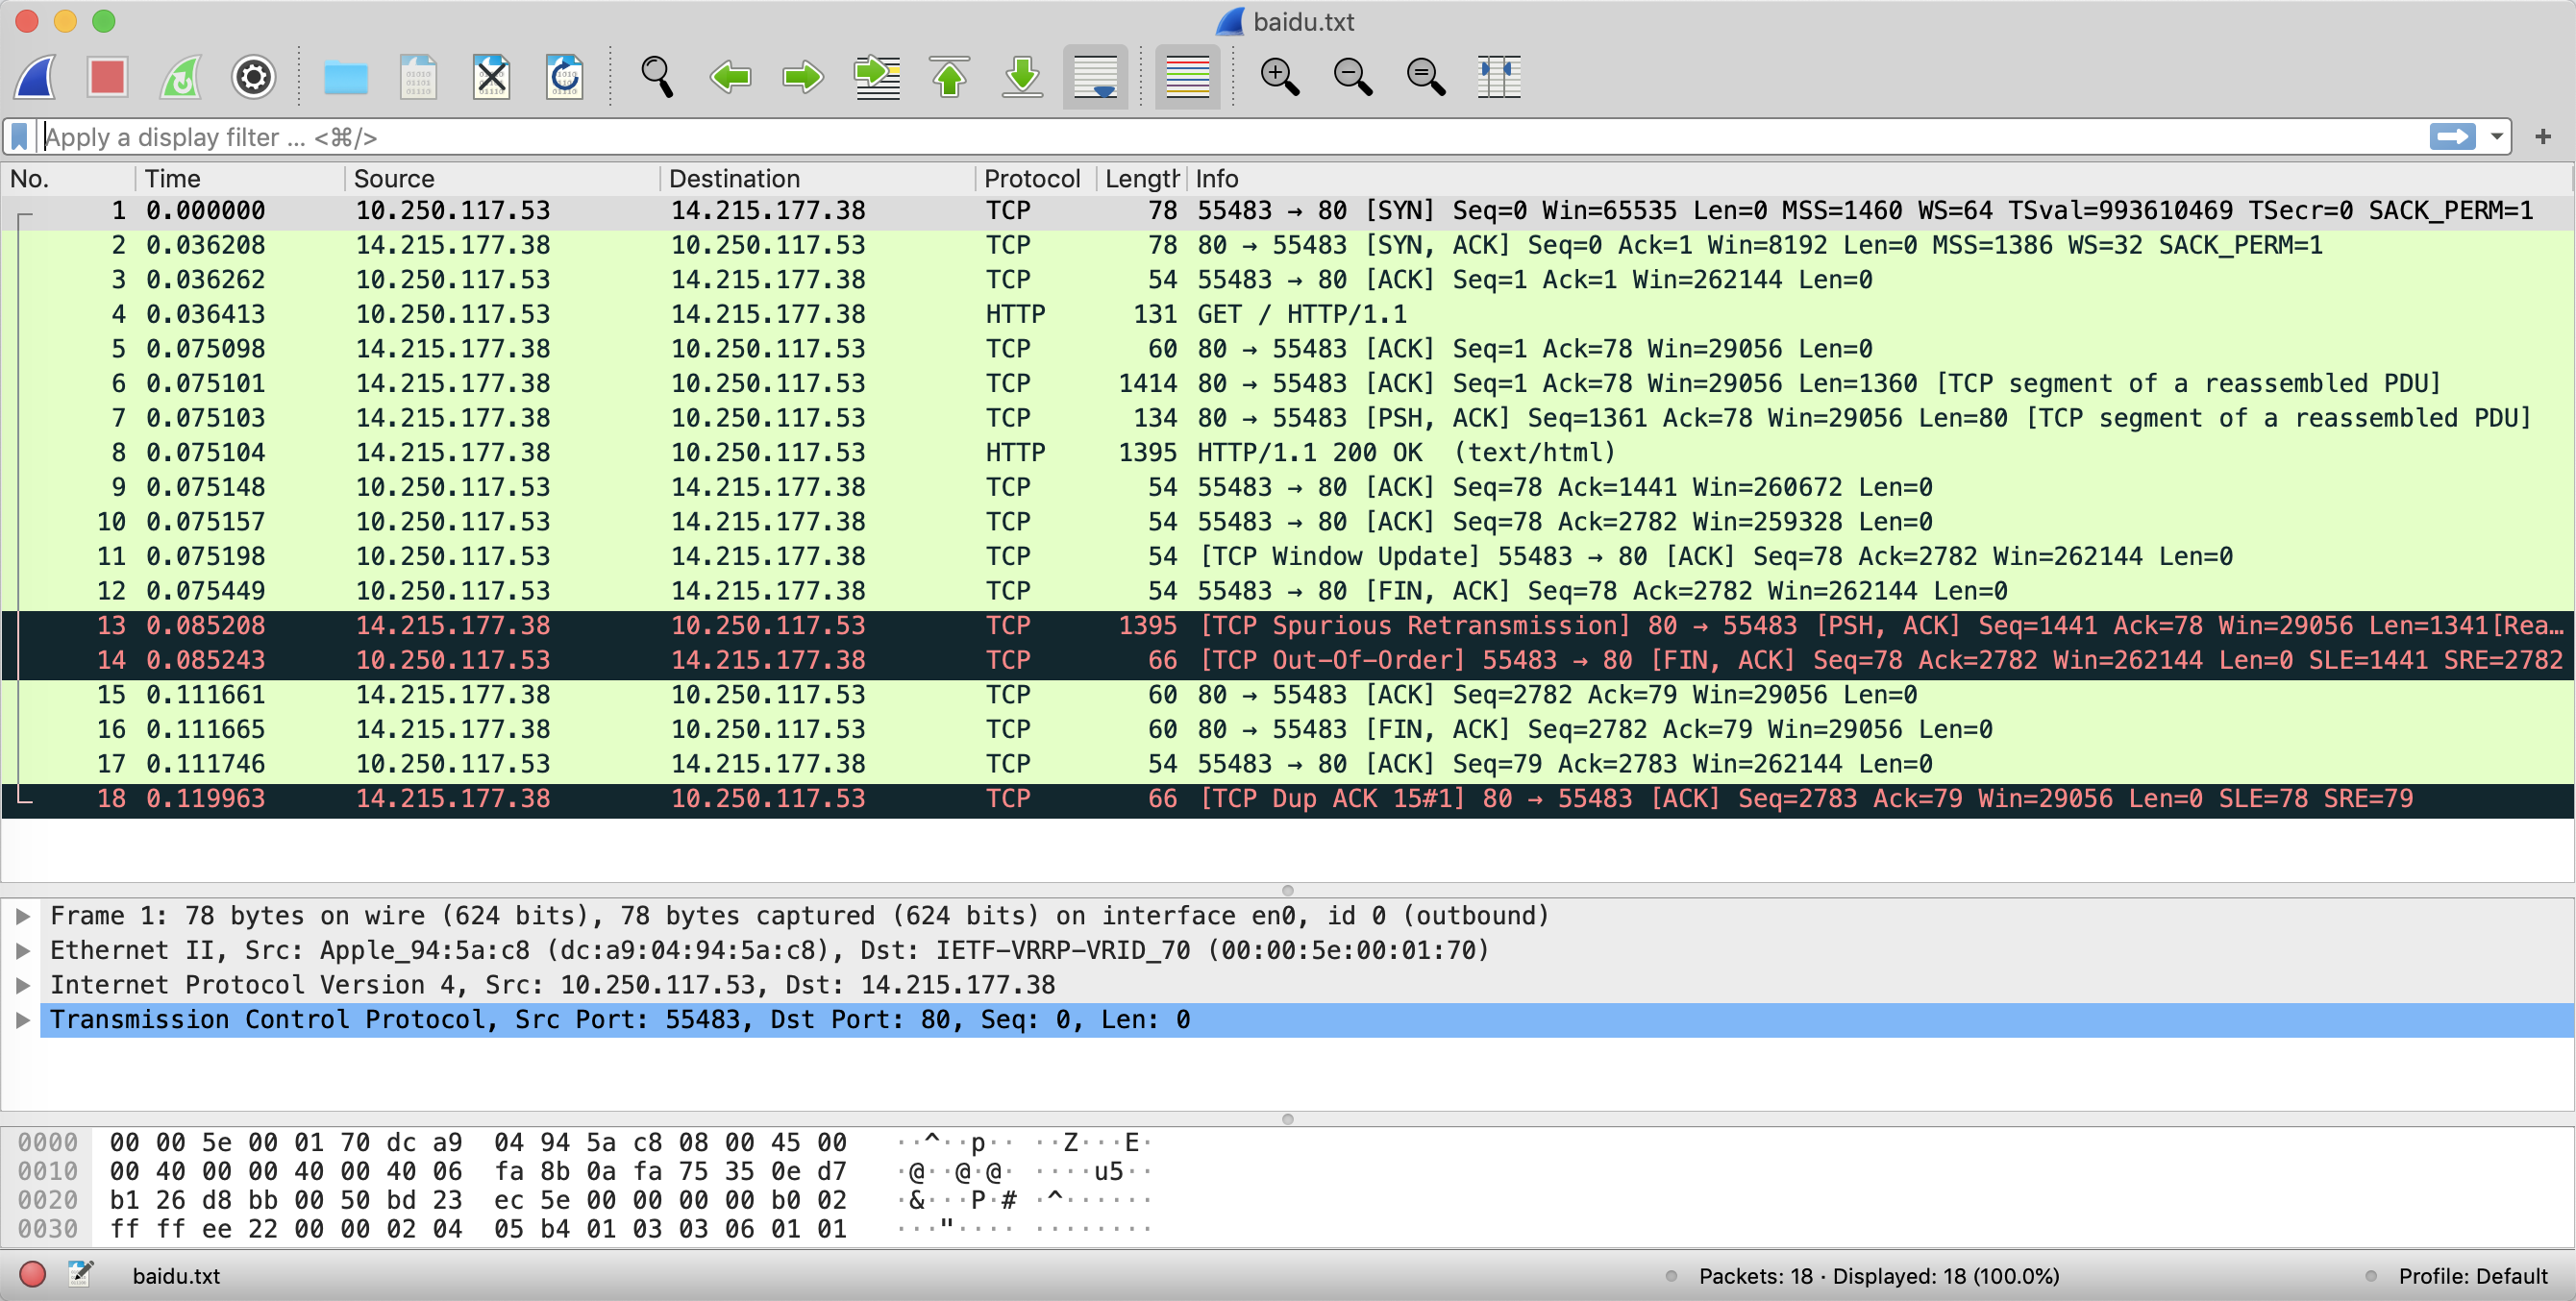 baidu.txt
Apply a display filter ... <⌘/>
No. Time Source Destination Protocol Length Info
1 0.000000 10.250.117.53 14.215.177.38 TCP 78 55483 → 80 [SYN] Seq=0 Win=65535 Len=0 MSS=1460 WS=64 TSval=993610469 TSecr=0 SACK_PERM=1
2 0.036208 14.215.177.38 10.250.117.53 TCP 78 80 → 55483 [SYN, ACK] Seq=0 Ack=1 Win=8192 Len=0 MSS=1386 WS=32 SACK_PERM=1
3 0.036262 10.250.117.53 14.215.177.38 TCP 54 55483 → 80 [ACK] Seq=1 Ack=1 Win=262144 Len=0
4 0.036413 10.250.117.53 14.215.177.38 HTTP 131 GET / HTTP/1.1
5 0.075098 14.215.177.38 10.250.117.53 TCP 60 80 → 55483 [ACK] Seq=1 Ack=78 Win=29056 Len=0
6 0.075101 14.215.177.38 10.250.117.53 TCP 1414 80 → 55483 [ACK] Seq=1 Ack=78 Win=29056 Len=1360 [TCP segment of a reassembled PDU]
7 0.075103 14.215.177.38 10.250.117.53 TCP 134 80 → 55483 [PSH, ACK] Seq=1361 Ack=78 Win=29056 Len=80 [TCP segment of a reassembled PDU]
8 0.075104 14.215.177.38 10.250.117.53 HTTP 1395 HTTP/1.1 200 OK (text/html)
9 0.075148 10.250.117.53 14.215.177.38 TCP 54 55483 → 80 [ACK] Seq=78 Ack=1441 Win=260672 Len=0
10 0.075157 10.250.117.53 14.215.177.38 TCP 54 55483 → 80 [ACK] Seq=78 Ack=2782 Win=259328 Len=0
11 0.075198 10.250.117.53 14.215.177.38 TCP 54 [TCP Window Update] 55483 → 80 [ACK] Seq=78 Ack=2782 Win=262144 Len=0
12 0.075449 10.250.117.53 14.215.177.38 TCP 54 55483 → 80 [FIN, ACK] Seq=78 Ack=2782 Win=262144 Len=0
13 0.085208 14.215.177.38 10.250.117.53 TCP 1395 [TCP Spurious Retransmission] 80 → 55483 [PSH, ACK] Seq=1441 Ack=78 Win=29056 Len=1341[Rea…
14 0.085243 10.250.117.53 14.215.177.38 TCP 66 [TCP Out-Of-Order] 55483 → 80 [FIN, ACK] Seq=78 Ack=2782 Win=262144 Len=0 SLE=1441 SRE=2782
15 0.111661 14.215.177.38 10.250.117.53 TCP 60 80 → 55483 [ACK] Seq=2782 Ack=79 Win=29056 Len=0
16 0.111665 14.215.177.38 10.250.117.53 TCP 60 80 → 55483 [FIN, ACK] Seq=2782 Ack=79 Win=29056 Len=0
17 0.111746 10.250.117.53 14.215.177.38 TCP 54 55483 → 80 [ACK] Seq=79 Ack=2783 Win=262144 Len=0
18 0.119963 14.215.177.38 10.250.117.53 TCP 66 [TCP Dup ACK 15#1] 80 → 55483 [ACK] Seq=2783 Ack=79 Win=29056 Len=0 SLE=78 SRE=79
Frame 1: 78 bytes on wire (624 bits), 78 bytes captured (624 bits) on interface en0, id 0 (outbound)
Ethernet II, Src: Apple_94:5a:c8 (dc:a9:04:94:5a:c8), Dst: IETF-VRRP-VRID_70 (00:00:5e:00:01:70)
Internet Protocol Version 4, Src: 10.250.117.53, Dst: 14.215.177.38
Transmission Control Protocol, Src Port: 55483, Dst Port: 80, Seq: 0, Len: 0
0000 00 00 5e 00 01 70 dc a9 04 94 5a c8 08 00 45 00 ··^··p·· ··Z···E·
0010 00 40 00 00 40 00 40 06 fa 8b 0a fa 75 35 0e d7 ·@··@·@· ····u5··
0020 b1 26 d8 bb 00 50 bd 23 ec 5e 00 00 00 00 b0 02 ·&···P·# ·^······
0030 ff ff ee 22 00 00 02 04 05 b4 01 03 03 06 01 01 ···"···· ········
baidu.txt Packets: 18 · Displayed: 18 (100.0%) Profile: Default